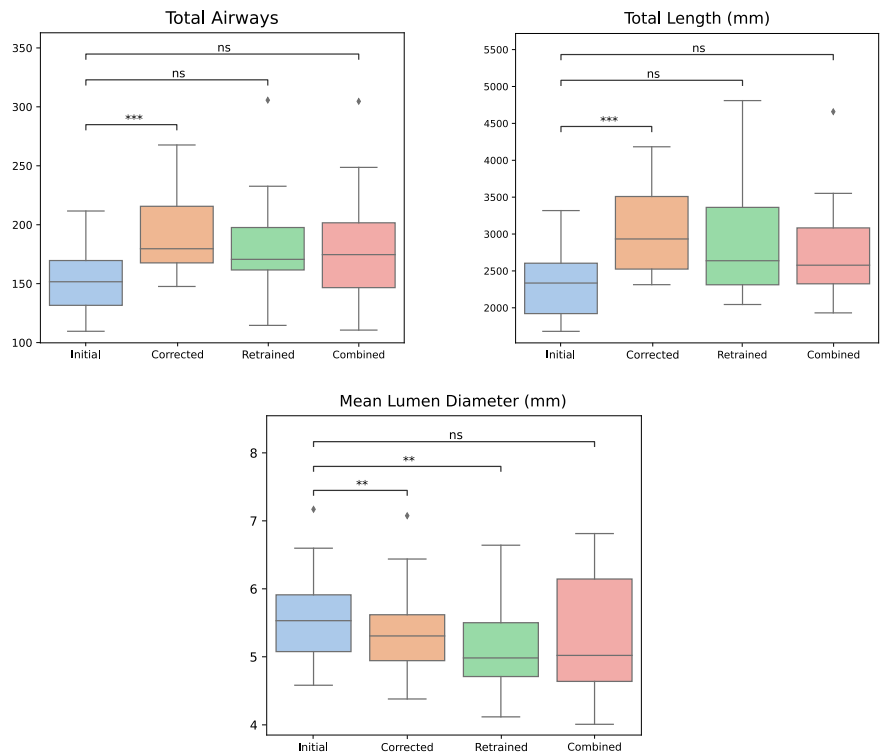 Total Airways
350
300
250
200
150
100
ns
ns
***
Initial
Corrected
Retrained
Combined
Total Length (mm)
5500
5000
4500
4000
3500
3000
2500
2000
ns
ns
***
Initial
Corrected
Retrained
Combined
Mean Lumen Diameter (mm)
8
7
6
5
4
ns
**
**
Initial
Corrected
Retrained
Combined